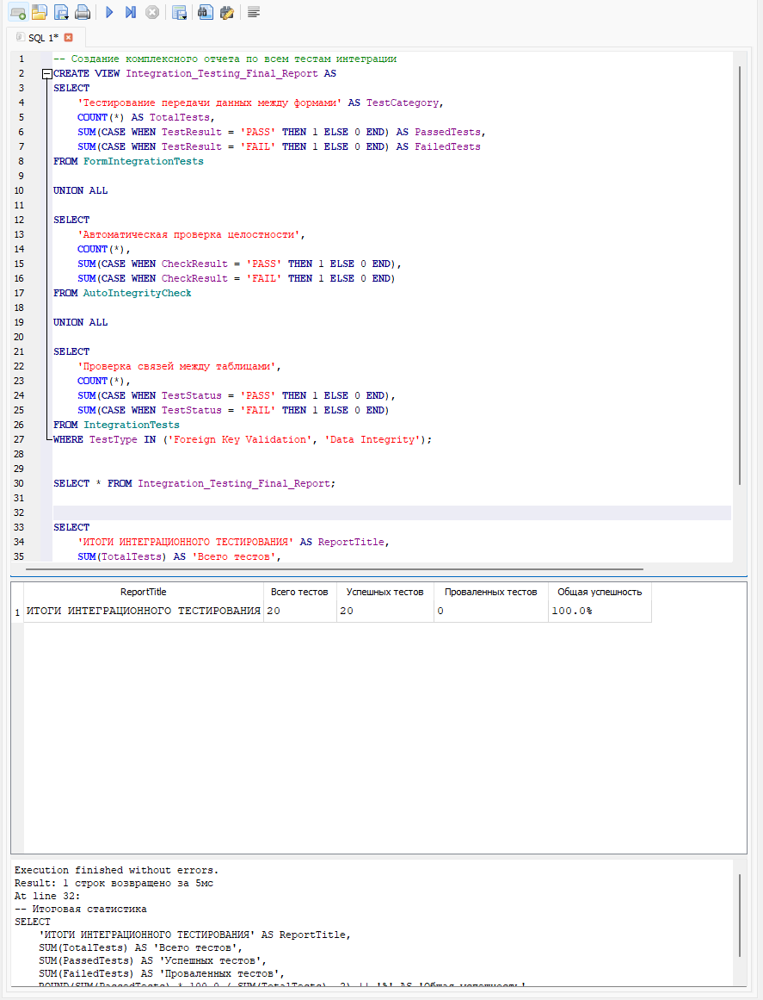 SQL 1*
1 -- Создание комплексного отчета по всем тестам интеграции
2 CREATE VIEW Integration_Testing_Final_Report AS
3 SELECT
4 'Тестирование передачи данных между формами' AS TestCategory,
5 COUNT(*) AS TotalTests,
6 SUM(CASE WHEN TestResult = 'PASS' THEN 1 ELSE 0 END) AS PassedTests,
7 SUM(CASE WHEN TestResult = 'FAIL' THEN 1 ELSE 0 END) AS FailedTests
8 FROM FormIntegrationTests
9
10 UNION ALL
11
12 SELECT
13 'Автоматическая проверка целостности',
14 COUNT(*),
15 SUM(CASE WHEN CheckResult = 'PASS' THEN 1 ELSE 0 END),
16 SUM(CASE WHEN CheckResult = 'FAIL' THEN 1 ELSE 0 END)
17 FROM AutoIntegrityCheck
18
19 UNION ALL
20
21 SELECT
22 'Проверка связей между таблицами',
23 COUNT(*),
24 SUM(CASE WHEN TestStatus = 'PASS' THEN 1 ELSE 0 END),
25 SUM(CASE WHEN TestStatus = 'FAIL' THEN 1 ELSE 0 END)
26 FROM IntegrationTests
27 WHERE TestType IN ('Foreign Key Validation', 'Data Integrity');
28
29
30 SELECT * FROM Integration_Testing_Final_Report;
31
32
33 SELECT
34 'ИТОГИ ИНТЕГРАЦИОННОГО ТЕСТИРОВАНИЯ' AS ReportTitle,
35 SUM(TotalTests) AS 'Всего тестов',
ReportTitle Всего тестов Успешных тестов Проваленных тестов Общая успешность
1 ИТОГИ ИНТЕГРАЦИОННОГО ТЕСТИРОВАНИЯ 20 20 0 100.0%
Execution finished without errors.
Result: 1 строк возвращено за 5мс
At line 32:
-- Итоговая статистика
SELECT
'ИТОГИ ИНТЕГРАЦИОННОГО ТЕСТИРОВАНИЯ' AS ReportTitle,
SUM(TotalTests) AS 'Всего тестов',
SUM(PassedTests) AS 'Успешных тестов',
SUM(FailedTests) AS 'Проваленных тестов',
ROUND(SUM(PassedTests) * 100.0 / SUM(TotalTests), 2) || '%' AS 'Общая успешность'